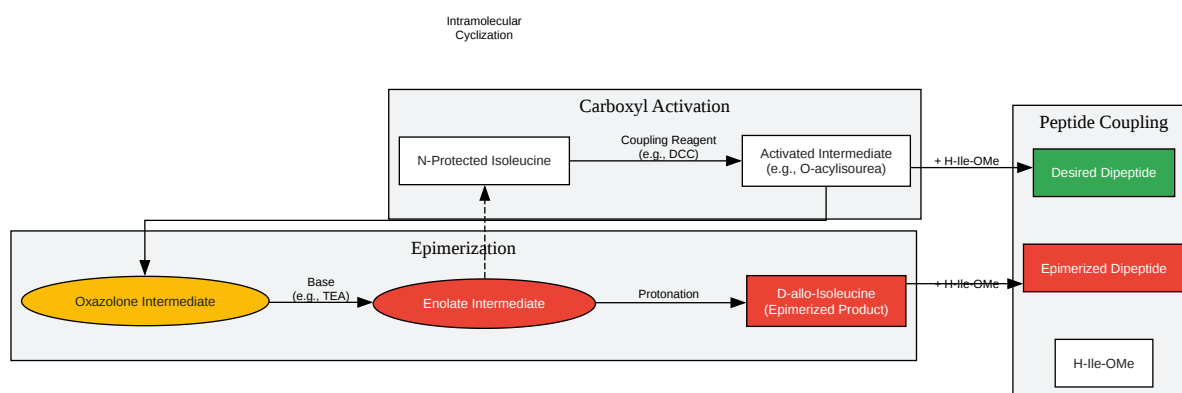 Intramolecular
Cyclization
Carboxyl Activation
N-Protected Isoleucine
Coupling Reagent
(e.g., DCC)
Activated Intermediate
(e.g., O-acylisourea)
+ H-Ile-OMe
Peptide Coupling
Desired Dipeptide
Epimerization
Oxazolone Intermediate
Base
(e.g., TEA)
Enolate Intermediate
Protonation
D-allo-Isoleucine
(Epimerized Product)
+ H-Ile-OMe
Epimerized Dipeptide
H-Ile-OMe